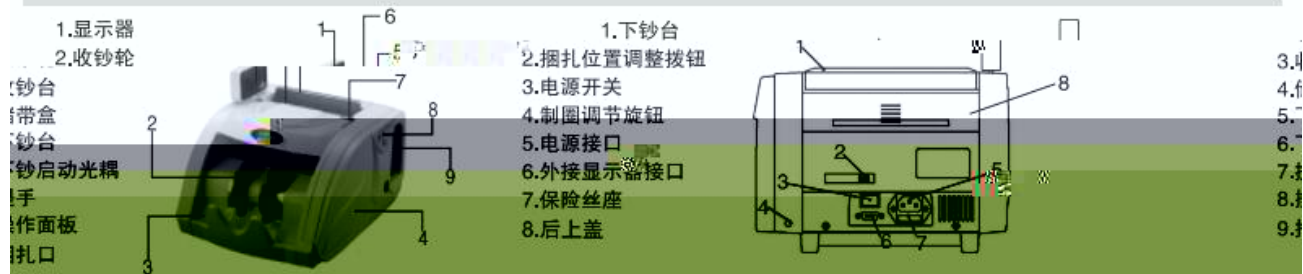 1.显示器
2.收钞轮
钞台
带盒
钞台
钞启动光耦
手
作面板
扎口
1
6
5
7
2
8
9
4
3
1.下钞台
2.捆扎位置调整拨钮
3.电源开关
4.制圈调节旋钮
5.电源接口
6.外接显示器接口
7.保险丝座
8.后上盖
1
8
2
3
5
4
6
7
3.
4.
5.
6.
7.
8.
9.